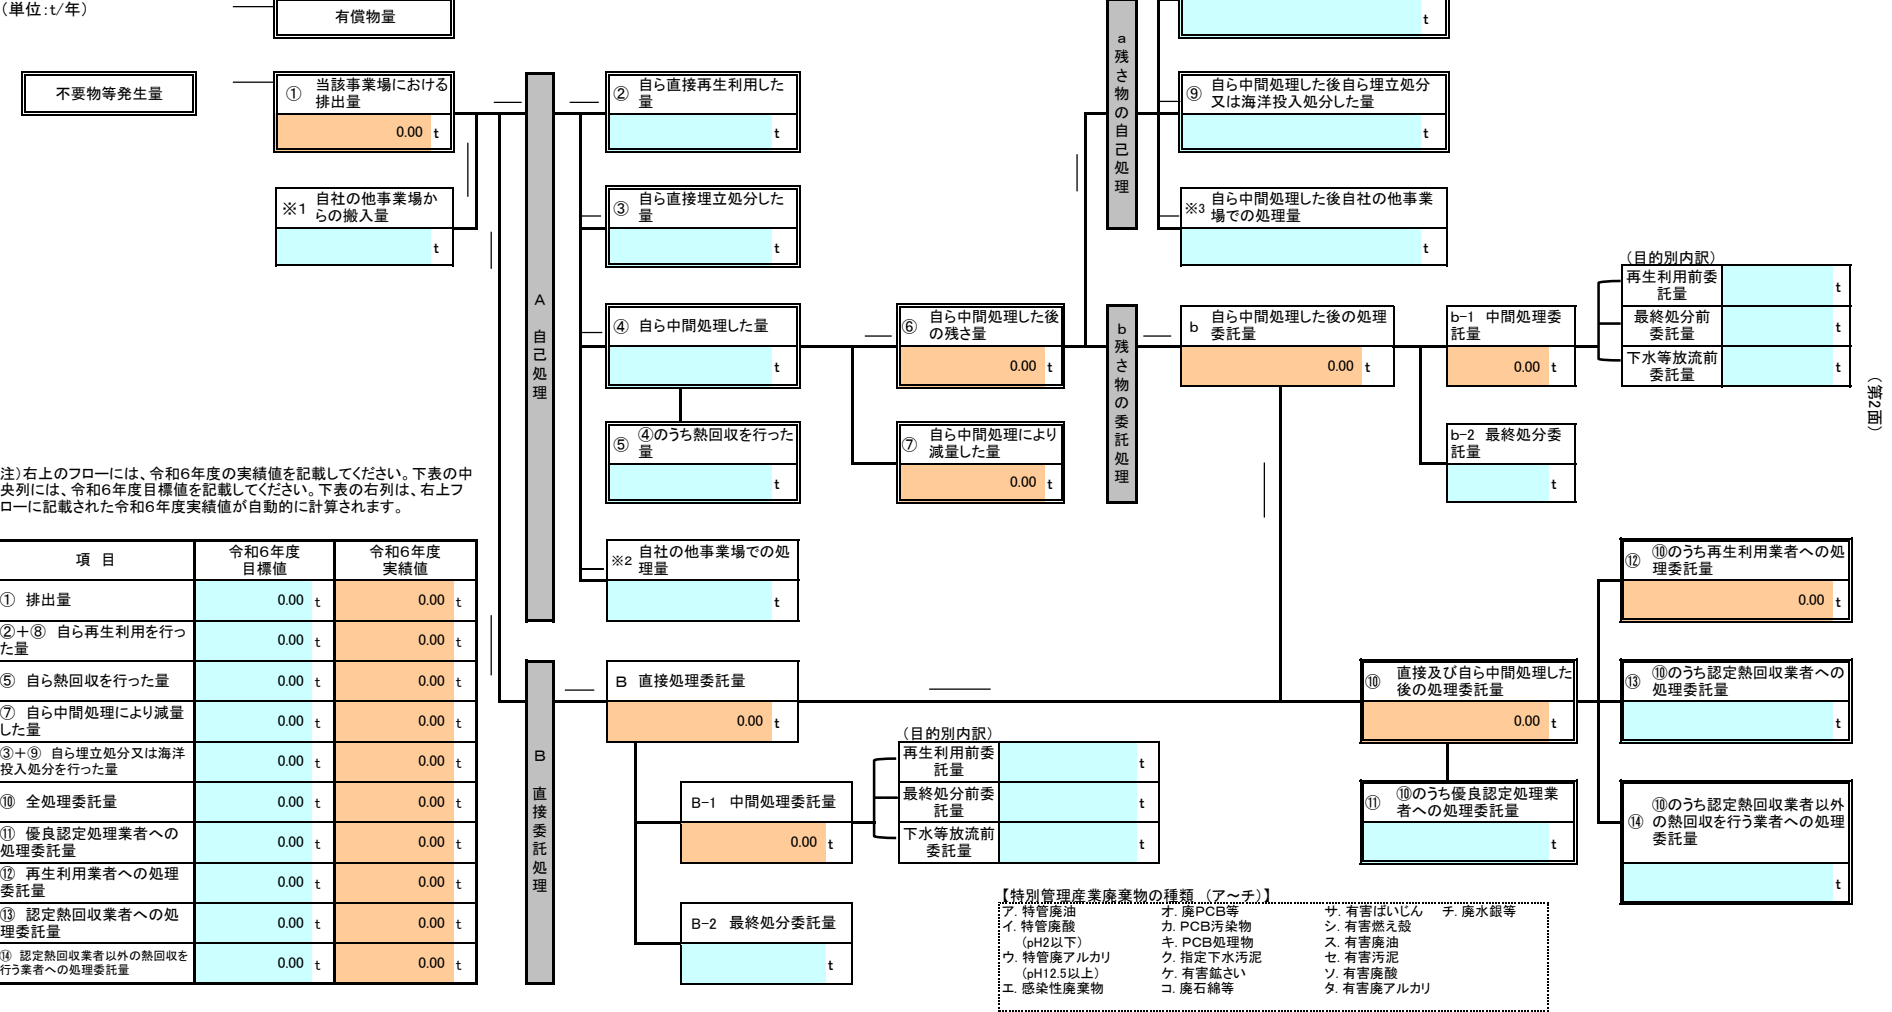 (単位:t/年)
有償物量
t
不要物等発生量
① 当該事業場における
排出量
0.00 t
※1 自社の他事業場か
らの搬入量
t
A 自己処理
② 自ら直接再生利用した
量
t
③ 自ら直接埋立処分した
量
t
④ 自ら中間処理した量
t
⑤ ④のうち熱回収を行った
量
t
※2 自社の他事業場での処
理量
t
⑥ 自ら中間処理した後
の残さ量
0.00 t
⑦ 自ら中間処理により
減量した量
0.00 t
a 残さ物の自己処理
⑨ 自ら中間処理した後自ら埋立処分
又は海洋投入処分した量
t
※3 自ら中間処理した後自社の他事業
場での処理量
t
b 残さ物の委託処理
b 自ら中間処理した後の処理
委託量
0.00 t
b-1 中間処理委
託量
0.00 t
b-2 最終処分委
託量
t
(目的別内訳)
再生利用前委
託量
t
最終処分前
委託量
t
下水等放流前
委託量
t
(第2面)
注)右上のフローには、令和6年度の実績値を記載してください。下表の中
央列には、令和6年度目標値を記載してください。下表の右列は、右上フ
ローに記載された令和6年度実績値が自動的に計算されます。
項 目 令和6年度
目標値 令和6年度
実績値
① 排出量 0.00 t 0.00 t
②+⑧ 自ら再生利用を行っ
た量 0.00 t 0.00 t
⑤ 自ら熱回収を行った量 0.00 t 0.00 t
⑦ 自ら中間処理により減量
した量 0.00 t 0.00 t
③+⑨ 自ら埋立処分又は海洋
投入処分を行った量 0.00 t 0.00 t
⑩ 全処理委託量 0.00 t 0.00 t
⑪ 優良認定処理業者への
処理委託量 0.00 t 0.00 t
⑫ 再生利用業者への処理
委託量 0.00 t 0.00 t
⑬ 認定熱回収業者への処
理委託量 0.00 t 0.00 t
⑭ 認定熱回収業者以外の熱回収を
行う業者への処理委託量 0.00 t 0.00 t
B 直接委託処理
B 直接処理委託量
0.00 t
B-1 中間処理委託量
0.00 t
B-2 最終処分委託量
t
(目的別内訳)
再生利用前委
託量
t
最終処分前委
託量
t
下水等放流前
委託量
t
⑩ 直接及び自ら中間処理した
後の処理委託量
0.00 t
⑪ ⑩のうち優良認定処理業
者への処理委託量
t
⑫ ⑩のうち再生利用業者への処
理委託量
0.00 t
⑬ ⑩のうち認定熱回収業者への
処理委託量
t
⑭ ⑩のうち認定熱回収業者以外
の熱回収を行う業者への処理
委託量
t
【特別管理産業廃棄物の種類 (ア~チ)】
ア. 特管廃油 オ. 廃PCB等 サ. 有害ばいじん チ. 廃水銀等
イ. 特管廃酸 カ. PCB汚染物 シ. 有害燃え殻
(pH2以下) キ. PCB処理物 ス. 有害廃油
ウ. 特管廃アルカリ ク. 指定下水汚泥 セ. 有害汚泥
(pH12.5以上) ケ. 有害鉱さい ソ. 有害廃酸
エ. 感染性廃棄物 コ. 廃石綿等 タ. 有害廃アルカリ